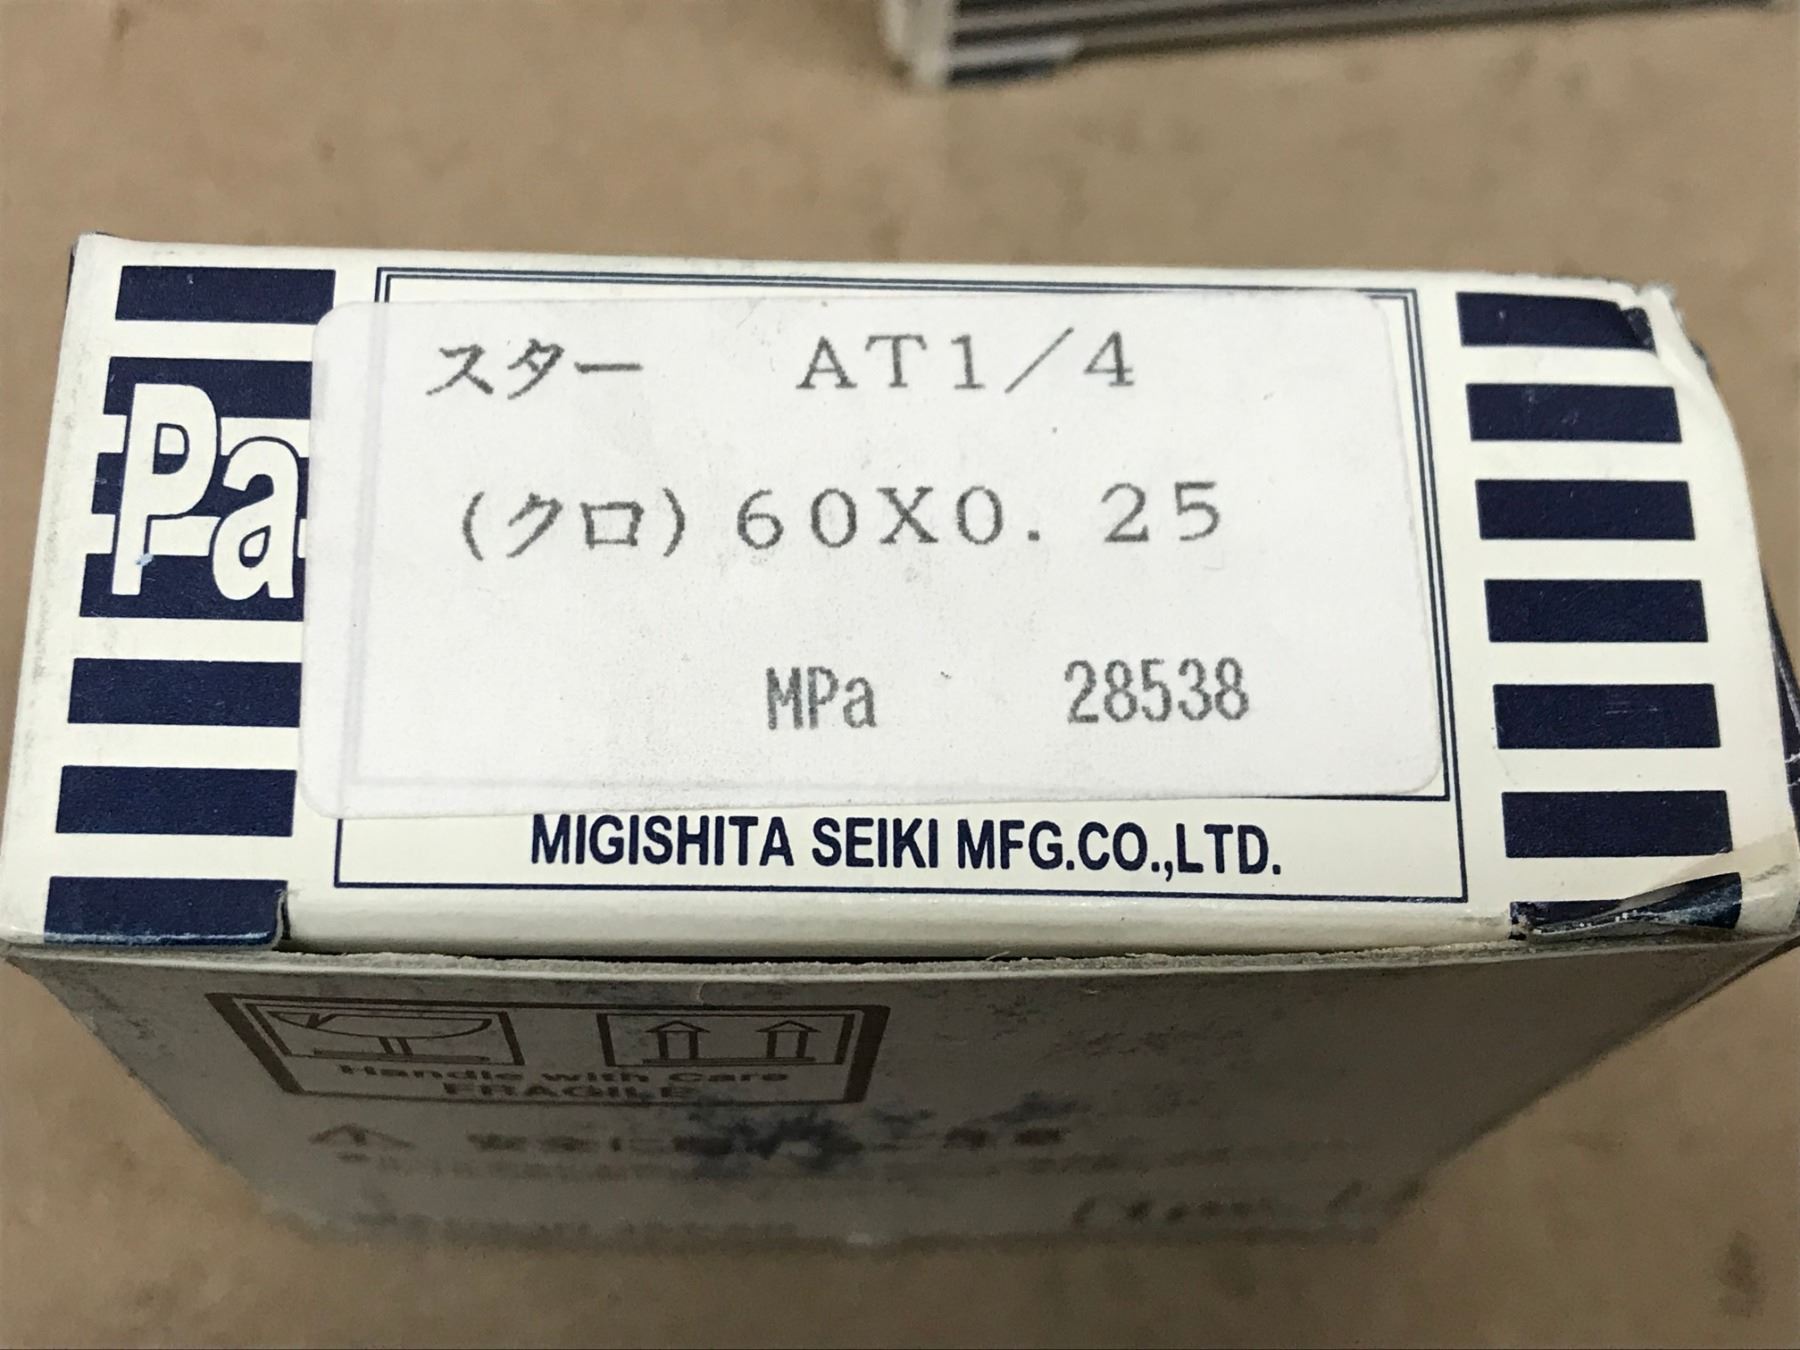 Pa
スター AT1/4
(クロ)60X0.25
MPa 28538
MIGISHITA SEIKI MFG.CO.,LTD.
Handle with Care
FRAGILE